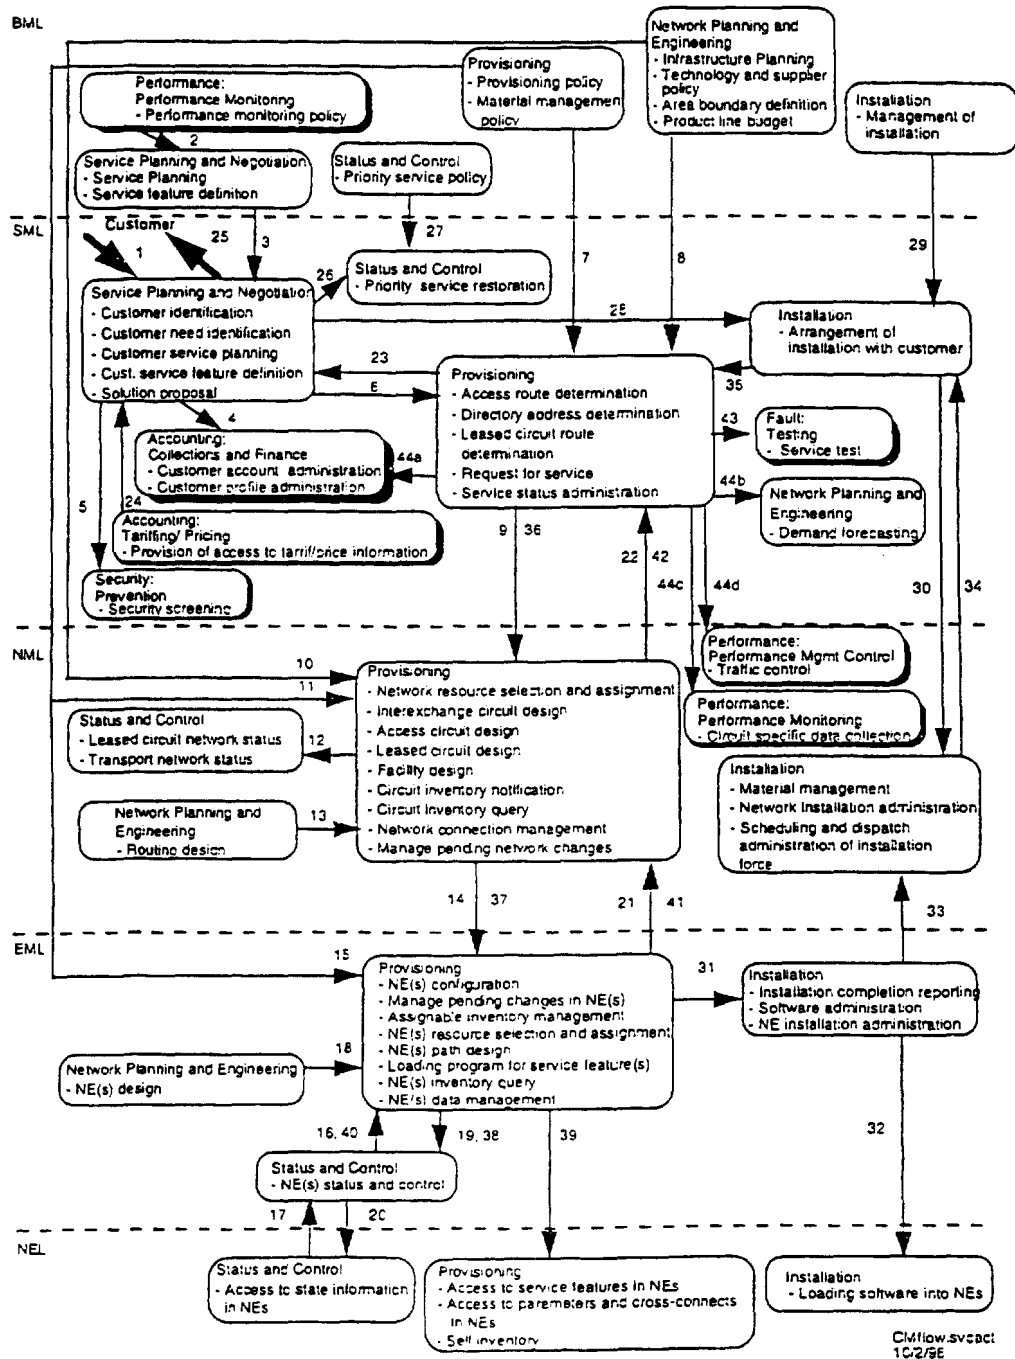 BML
Network Planning and
Engineering
- Infrastructure Planning
- Technology and supplier
policy
- Area boundary definition
- Product line budget
Provisioning
- Provisioning policy
- Material management
policy
Performance:
Performance Monitoring
- Performance monitoring policy
Installation
- Management of
installation
2
Service Planning and Negotiation
- Service Planning
- Service feature definition
Status and Control
- Priority service policy
SML
Customer
1
25
3
27
7
8
29
26
Status and Control
- Priority service restoration
Service Planning and Negotiation
- Customer identification
- Customer need identification
- Customer service planning
- Cust. service feature definition
- Solution proposal
28
Installation
- Arrangement of
installation with customer
23
6
35
Provisioning
- Access route determination
- Directory address determination
- Leased circuit route
determination
- Request for service
- Service status administration
43
Fault:
Testing
- Service test
4
Accounting:
Collections and Finance
- Customer account administration
- Customer profile administration
44a
44b
Network Planning and
Engineering
- Demand forecasting
5
24
Accounting:
Tariffing/ Pricing
- Provision of access to tarrif/price information
9
36
22
42
44c
44d
30
34
Security:
Prevention
- Security screening
NML
10
11
Provisioning
- Network resource selection and assignment
- Interexchange circuit design
- Access circuit design
- Leased circuit design
- Facility design
- Circuit inventory notification
- Circuit inventory query
- Network connection management
- Manage pending network changes
Performance:
Performance Mgmt Control
- Traffic control
Performance:
Performance Monitoring
- Circuit specific data collection
Status and Control
- Leased circuit network status
- Transport network status
12
Network Planning and
Engineering
- Routing design
13
Installation
- Material management
- Network Installation administration
- Scheduling and dispatch
administration of installation
force
14
37
21
41
33
EML
15
Provisioning
- NE(s) configuration
- Manage pending changes in NE(s)
- Assignable inventory management
- NE(s) resource selection and assignment
- NE(s) path design
- Loading program for service feature(s)
- NE(s) inventory query
- NE(s) data management
31
Installation
- Installation completion reporting
- Software administration
- NE installation administration
18
Network Planning and Engineering
- NE(s) design
16, 40
19, 38
39
32
Status and Control
- NE(s) status and control
17
20
NEL
Status and Control
- Access to state information
in NEs
Provisioning
- Access to service features in NEs
- Access to parameters and cross-connects
in NEs
- Self inventory
Installation
- Loading software into NEs
CMflow.svcact
10/2/96